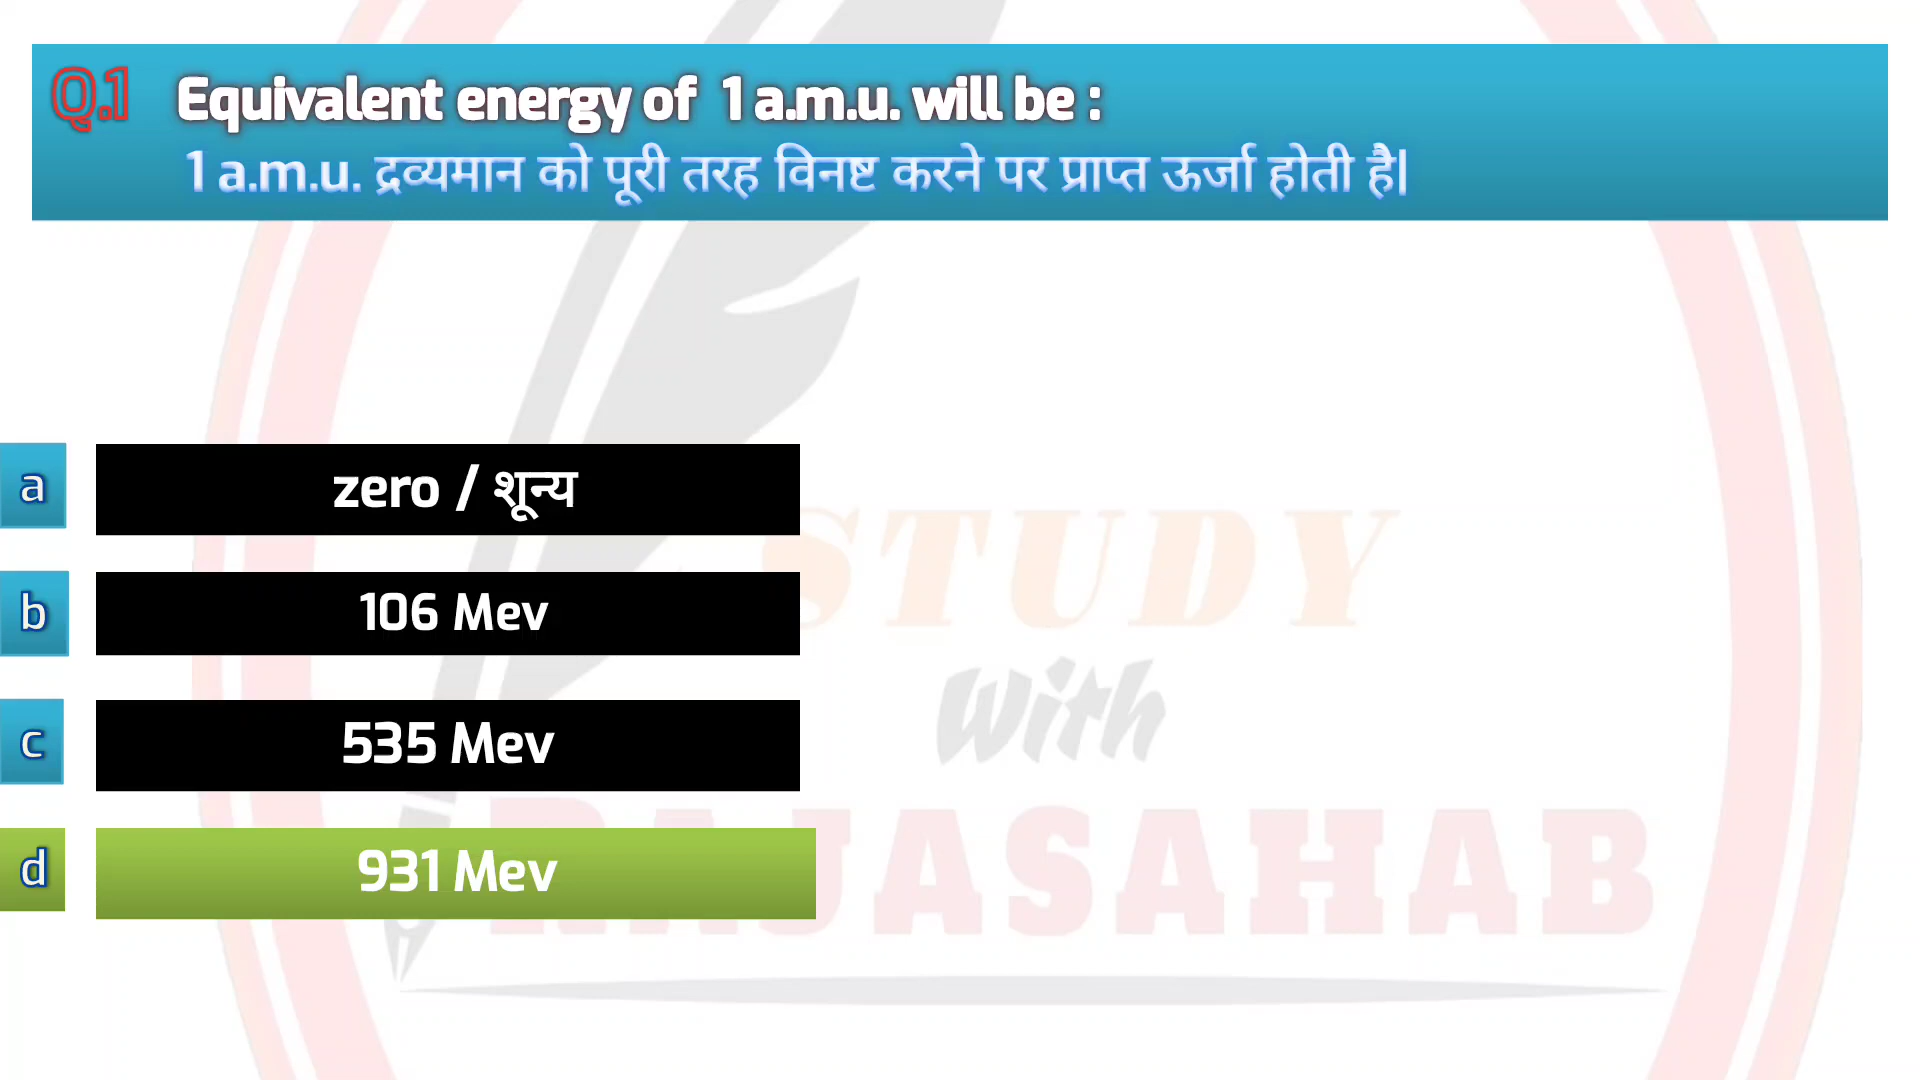 Q.1 Equivalent energy of 1 a.m.u. will be :
1 a.m.u. द्रव्यमान को पूरी तरह विनष्ट करने पर प्राप्त ऊर्जा होती है|
a zero / शून्य
b 106 Mev
STUDY
With
c 535 Mev
RAJASAHAB
d 931 Mev